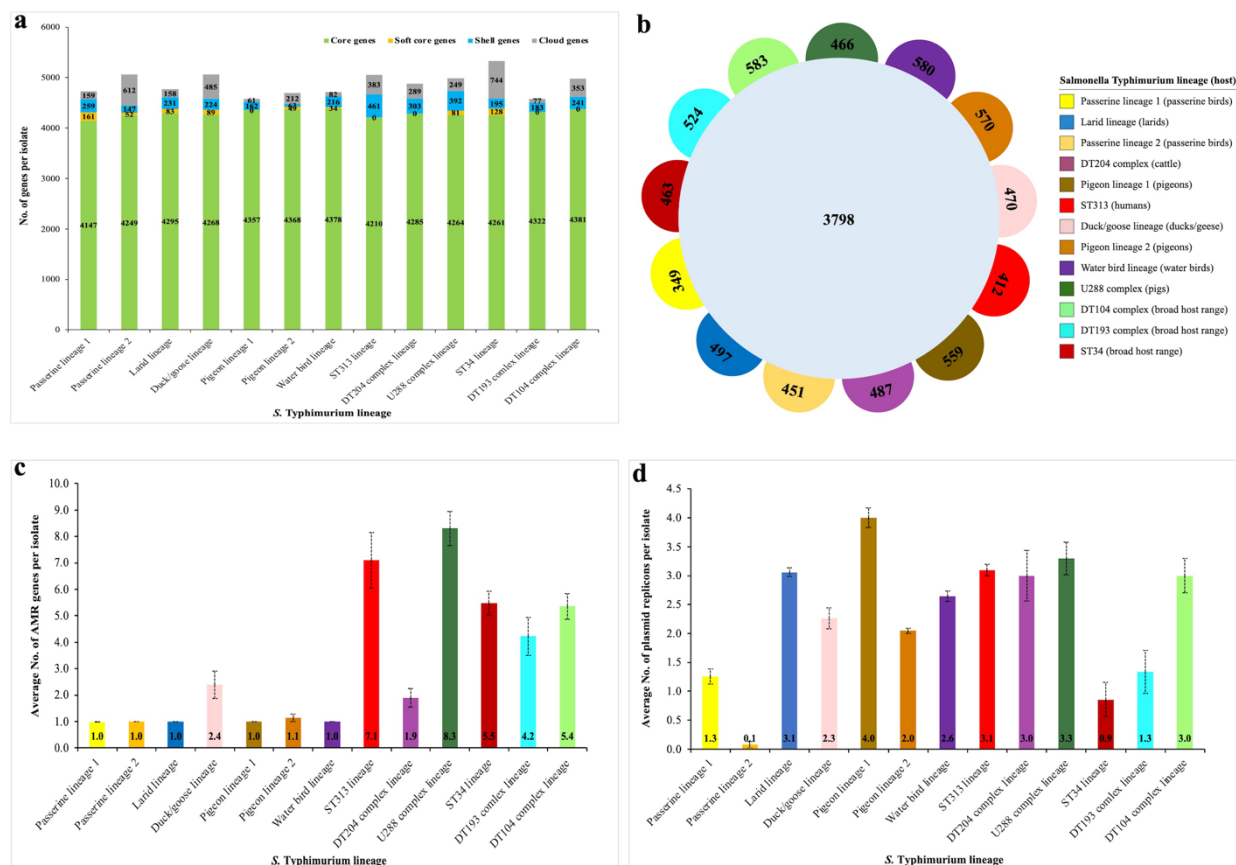 a
Core genes Soft core genes Shell genes Cloud genes
No. of genes per isolate
6000
5000
4000
3000
2000
1000
0
159 612 158 485 61 212 82 383 289 249 744 77 353
259 147 231 224 162 63 216 461 303 392 195 183 241
161 52 83 89 0 49 34 0 0 81 128 0 0
4147 4249 4295 4268 4357 4368 4378 4210 4285 4264 4261 4322 4381
Passerine lineage 1
Passerine lineage 2
Larid lineage
Duck/goose lineage
Pigeon lineage 1
Pigeon lineage 2
Water bird lineage
ST313 lineage
DT204 complex lineage
U288 complex lineage
ST34 lineage
DT193 comlex lineage
DT104 complex lineage
S. Typhimurium lineage
b
466
580
570
470
412
559
487
451
497
349
463
524
583
3798
Salmonella Typhimurium lineage (host)
Passerine lineage 1 (passerine birds)
Larid lineage (larids)
Passerine lineage 2 (passerine birds)
DT204 complex (cattle)
Pigeon lineage 1 (pigeons)
ST313 (humans)
Duck/goose lineage (ducks/geese)
Pigeon lineage 2 (pigeons)
Water bird lineage (water birds)
U288 complex (pigs)
DT104 complex (broad host range)
DT193 complex (broad host range)
ST34 (broad host range)
c
Average No. of AMR genes per isolate
10.0
9.0
8.0
7.0
6.0
5.0
4.0
3.0
2.0
1.0
0.0
1.0 1.0 1.0 2.4 1.0 1.1 1.0 7.1 1.9 8.3 5.5 4.2 5.4
Passerine lineage 1
Passerine lineage 2
Larid lineage
Duck/goose lineage
Pigeon lineage 1
Pigeon lineage 2
Water bird lineage
ST313 lineage
DT204 complex lineage
U288 complex lineage
ST34 lineage
DT193 comlex lineage
DT104 complex lineage
S. Typhimurium lineage
d
Average No. of plasmid replicons per isolate
4.5
4.0
3.5
3.0
2.5
2.0
1.5
1.0
0.5
0.0
1.3 0.1 3.1 2.3 4.0 2.0 2.6 3.1 3.0 3.3 0.9 1.3 3.0
Passerine lineage 1
Passerine lineage 2
Larid lineage
Duck/goose lineage
Pigeon lineage 1
Pigeon lineage 2
Water bird lineage
ST313 lineage
DT204 complex lineage
U288 complex lineage
ST34 lineage
DT193 comlex lineage
DT104 complex lineage
S. Typhimurium lineage